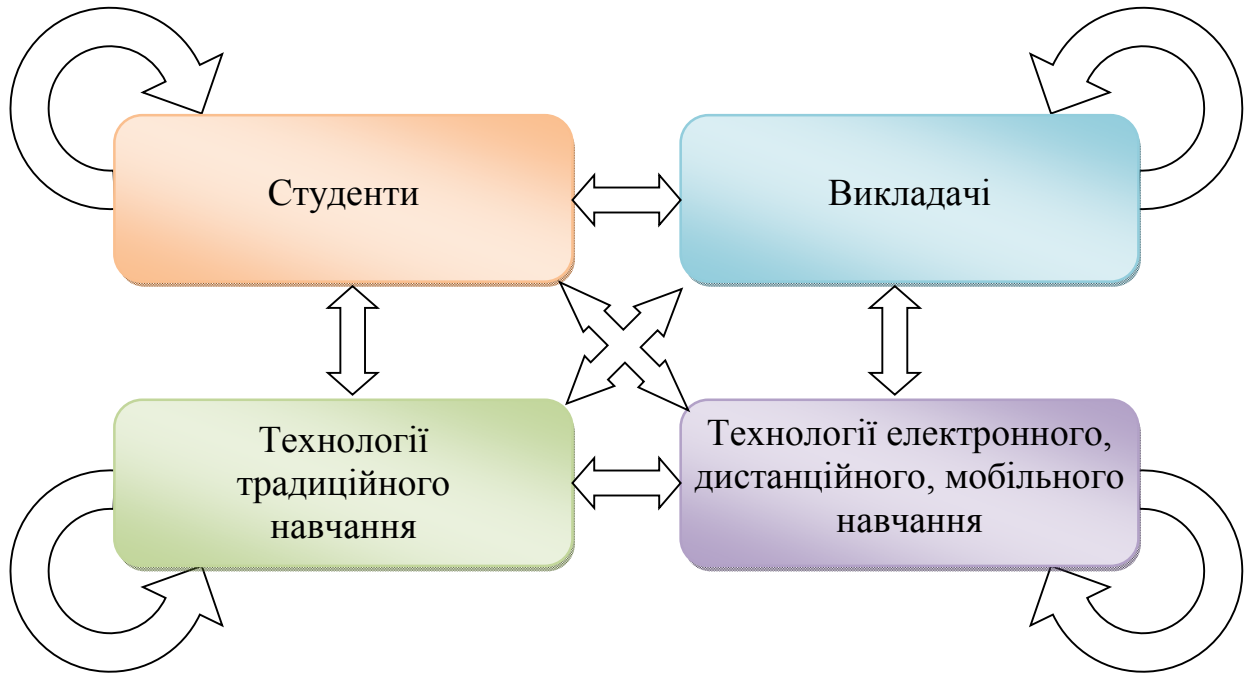 Студенти
Викладачі
Технології
традиційного
навчання
Технології електронного,
дистанційного, мобільного
навчання